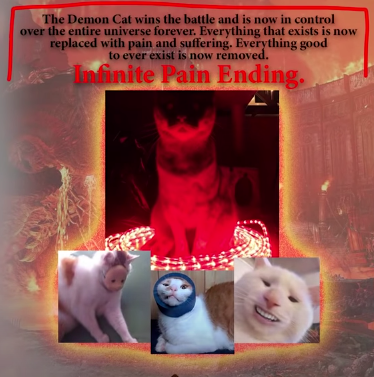 The Demon Cat wins the battle and is now in control
over the entire universe forever. Everything that exists is now
replaced with pain and suffering. Everything good
to ever exist is now removed.
Infinite Pain Ending.